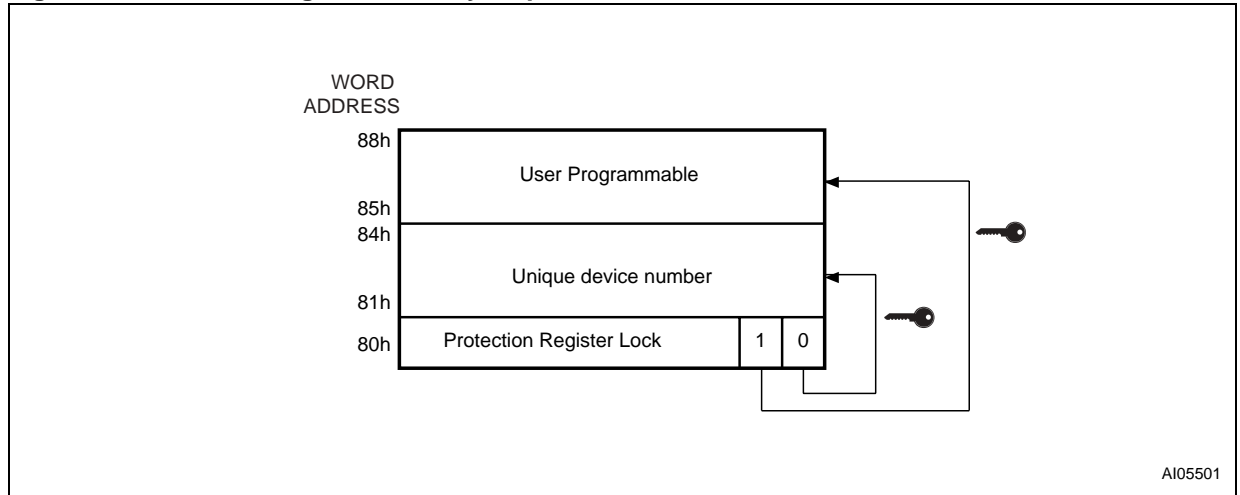 WORD
ADDRESS
88h
User Programmable
85h
84h
Unique device number
81h
80h
Protection Register Lock
1
0
AI05501